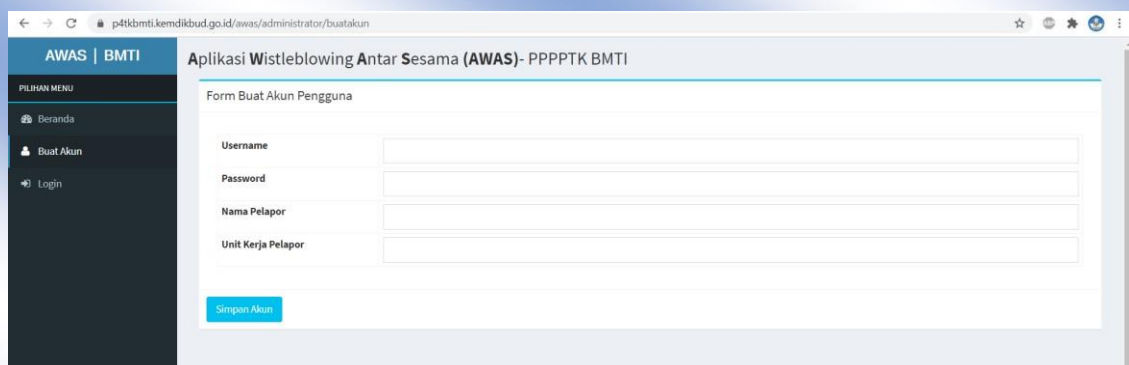 p4tkbmti.kemdikbud.go.id/awas/administrator/buatakun
AWAS | BMTI
Aplikasi Wistleblowing Antar Sesama (AWAS)- PPPPTK BMTI
PILIHAN MENU
Beranda
Buat Akun
Login
Form Buat Akun Pengguna
Username
Password
Nama Pelapor
Unit Kerja Pelapor
Simpan Akun